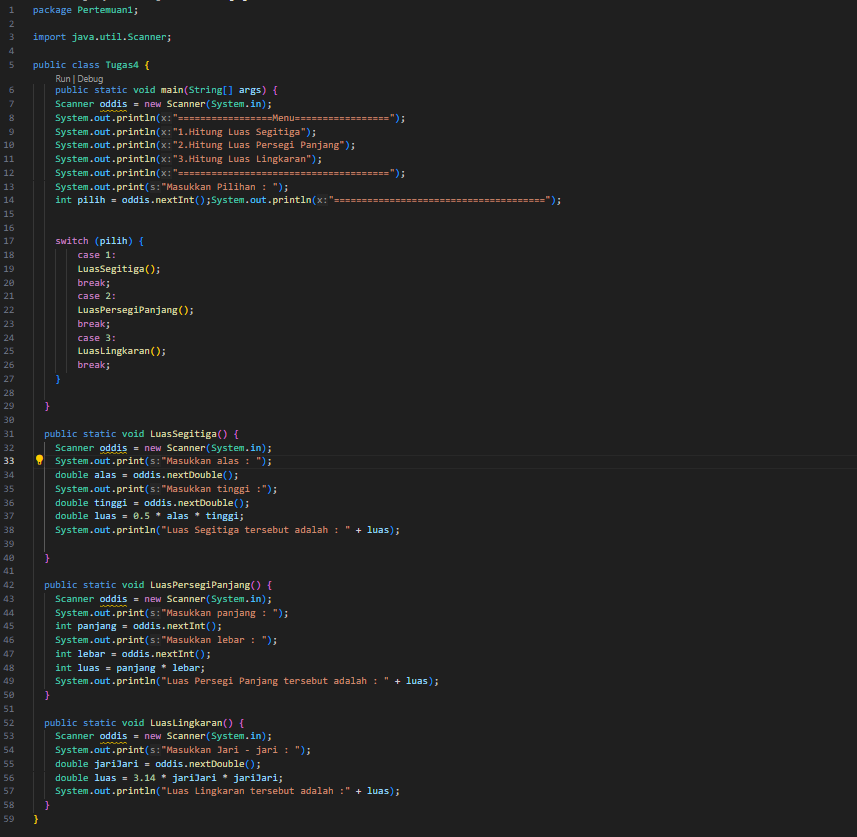 1 package Pertemuan1;
2
3 import java.util.Scanner;
4
5 public class Tugas4 {
Run | Debug
6 public static void main(String[] args) {
7 Scanner oddis = new Scanner(System.in);
8 System.out.println(x:"=================Menu=================");
9 System.out.println(x:"1.Hitung Luas Segitiga");
10 System.out.println(x:"2.Hitung Luas Persegi Panjang");
11 System.out.println(x:"3.Hitung Luas Lingkaran");
12 System.out.println(x:"======================================");
13 System.out.print(s:"Masukkan Pilihan : ");
14 int pilih = oddis.nextInt();System.out.println(x:"======================================");
15
16
17 switch (pilih) {
18 case 1:
19 LuasSegitiga();
20 break;
21 case 2:
22 LuasPersegiPanjang();
23 break;
24 case 3:
25 LuasLingkaran();
26 break;
27 }
28
29 }
30
31 public static void LuasSegitiga() {
32 Scanner oddis = new Scanner(System.in);
33 System.out.print(s:"Masukkan alas : ");
34 double alas = oddis.nextDouble();
35 System.out.print(s:"Masukkan tinggi :");
36 double tinggi = oddis.nextDouble();
37 double luas = 0.5 * alas * tinggi;
38 System.out.println("Luas Segitiga tersebut adalah : " + luas);
39
40 }
41
42 public static void LuasPersegiPanjang() {
43 Scanner oddis = new Scanner(System.in);
44 System.out.print(s:"Masukkan panjang : ");
45 int panjang = oddis.nextInt();
46 System.out.print(s:"Masukkan lebar : ");
47 int lebar = oddis.nextInt();
48 int luas = panjang * lebar;
49 System.out.println("Luas Persegi Panjang tersebut adalah : " + luas);
50 }
51
52 public static void LuasLingkaran() {
53 Scanner oddis = new Scanner(System.in);
54 System.out.print(s:"Masukkan Jari - jari : ");
55 double jariJari = oddis.nextDouble();
56 double luas = 3.14 * jariJari * jariJari;
57 System.out.println("Luas Lingkaran tersebut adalah :" + luas);
58 }
59 }